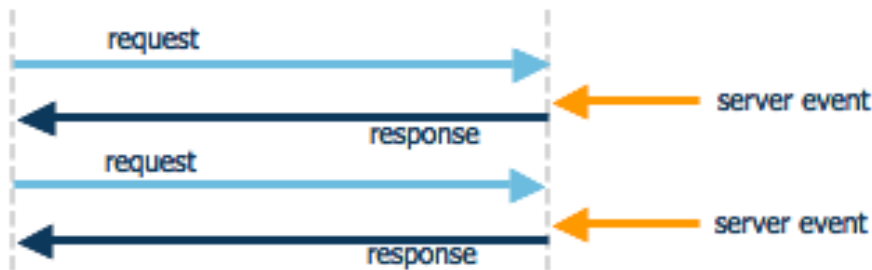 request
server event
response
request
server event
response